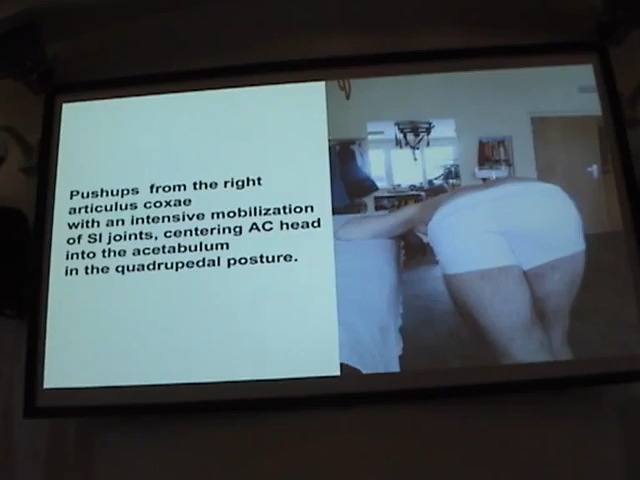 Pushups from the right
articulus coxae
with an intensive mobilization
of SI joints, centering AC head
into the acetabulum
in the quadrupedal posture.